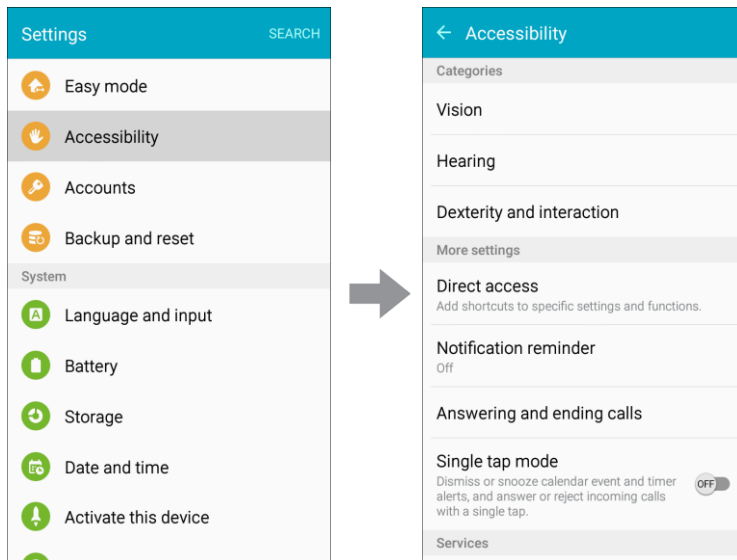 Settings
SEARCH
Easy mode
Accessibility
Accounts
Backup and reset
System
Language and input
Battery
Storage
Date and time
Activate this device
Accessibility
Categories
Vision
Hearing
Dexterity and interaction
More settings
Direct access
Add shortcuts to specific settings and functions.
Notification reminder
Off
Answering and ending calls
Single tap mode
Dismiss or snooze calendar event and timer
alerts, and answer or reject incoming calls
with a single tap.
OFF
Services